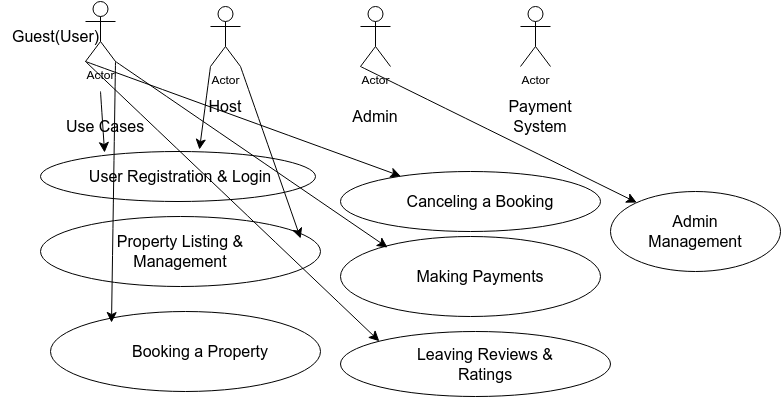 Guest(User)
Actor
Actor
Actor
Actor
Host
Admin
Payment
System
Use Cases
User Registration & Login
Canceling a Booking
Admin
Management
Property Listing &
Management
Making Payments
Booking a Property
Leaving Reviews &
Ratings